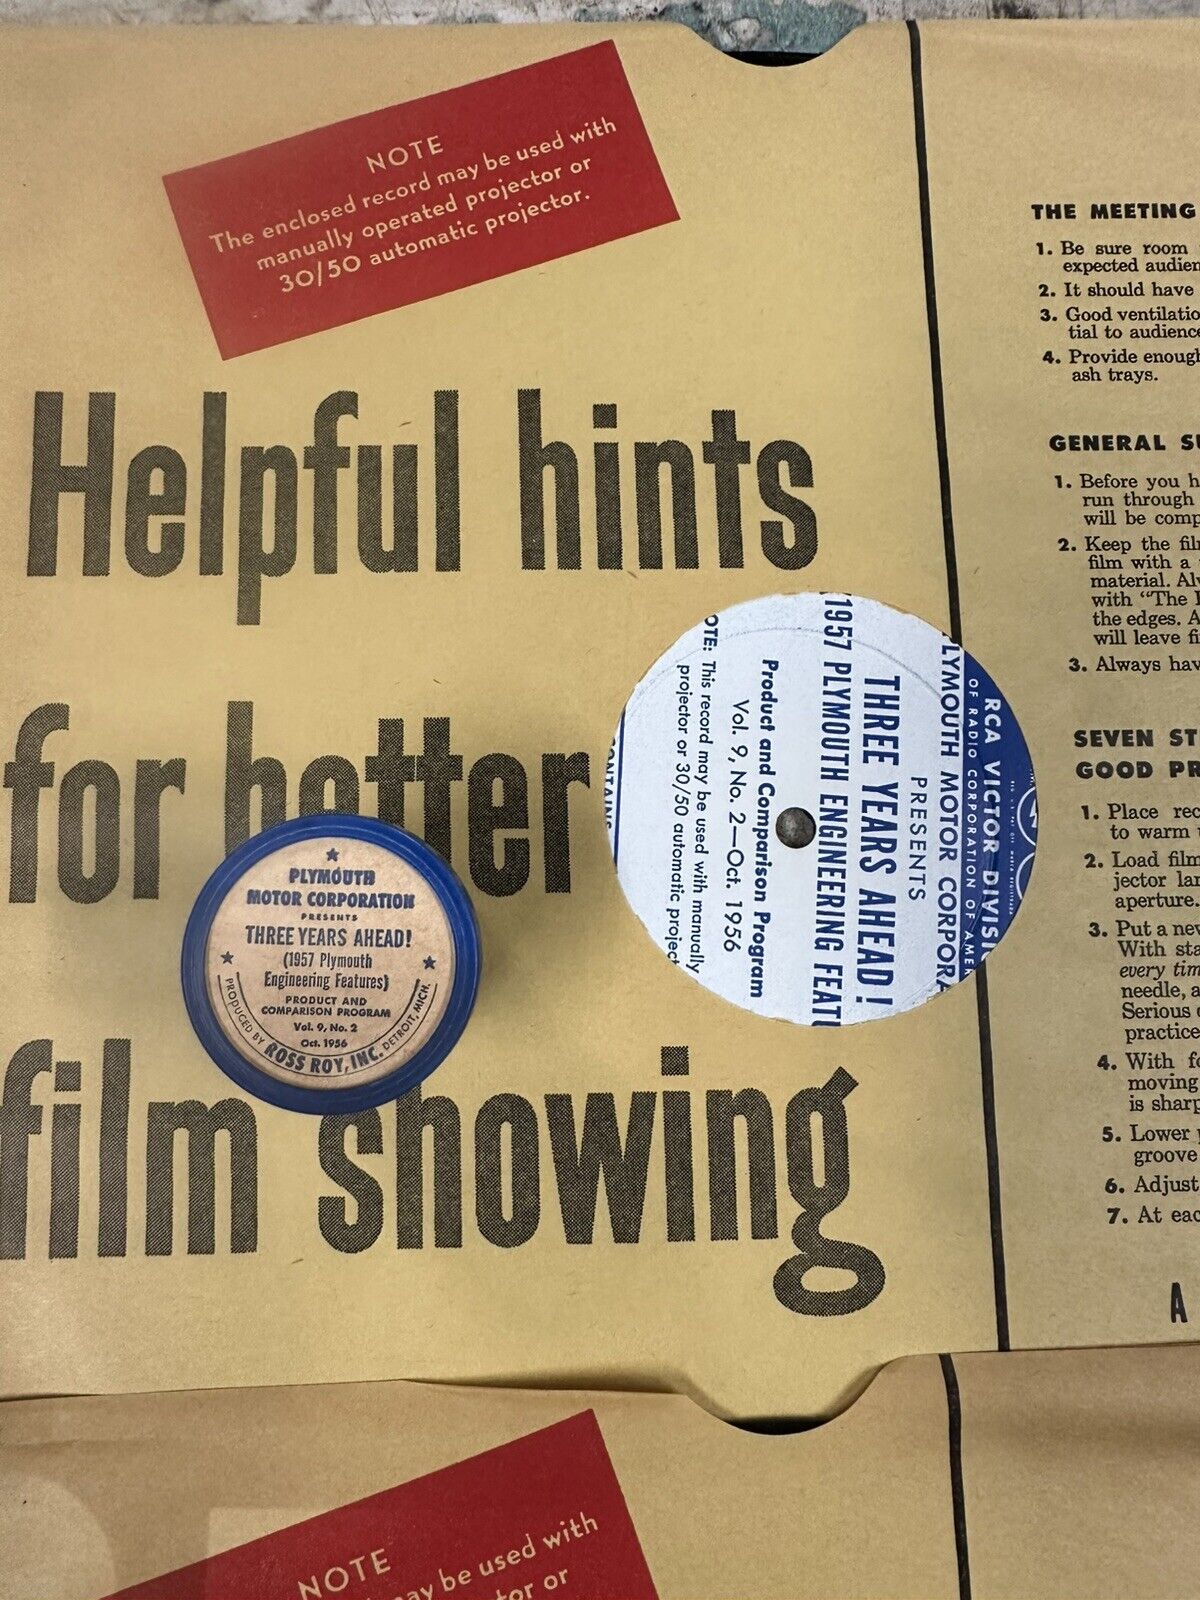 NOTE
The enclosed record may be used with
manually operated projector or
30/50 automatic projector.
Helpful hints
for better
film showing
PLYMOUTH
MOTOR CORPORATION
PRESENTS
THREE YEARS AHEAD!
(1957 Plymouth
Engineering Features)
PRODUCT AND
COMPARISON PROGRAM
Vol. 9, No. 2
Oct. 1956
PRODUCED BY ROSS ROY, INC. DETROIT, MICH.
RCA VICTOR DIVISI
OF RADIO CORPORATION OF AMER
LYMOUTH MOTOR CORPORA
PRESENTS
THREE YEARS AHEAD!
1957 PLYMOUTH ENGINEERING FEAT
Product and Comparison Program
Vol. 9, No. 2—Oct. 1956
OTE: This record may be used with manually
projector or 30/50 automatic project
THE MEETING
1. Be sure room
expected audien
2. It should have
3. Good ventilatio
tial to audience
4. Provide enough
ash trays.
GENERAL SU
1. Before you h
run through
will be comp
2. Keep the fil
film with a
material. Al
with "The
the edges. A
will leave fi
3. Always hav
SEVEN ST
GOOD PR
1. Place rec
to warm
2. Load film
jector lan
aperture.
3. Put a new
With sta
every tim
needle, a
Serious
practice
4. With fo
moving
is sharp
5. Lower
groove
6. Adjust
7. At eac
A
NOTE
ay be used with
tor or